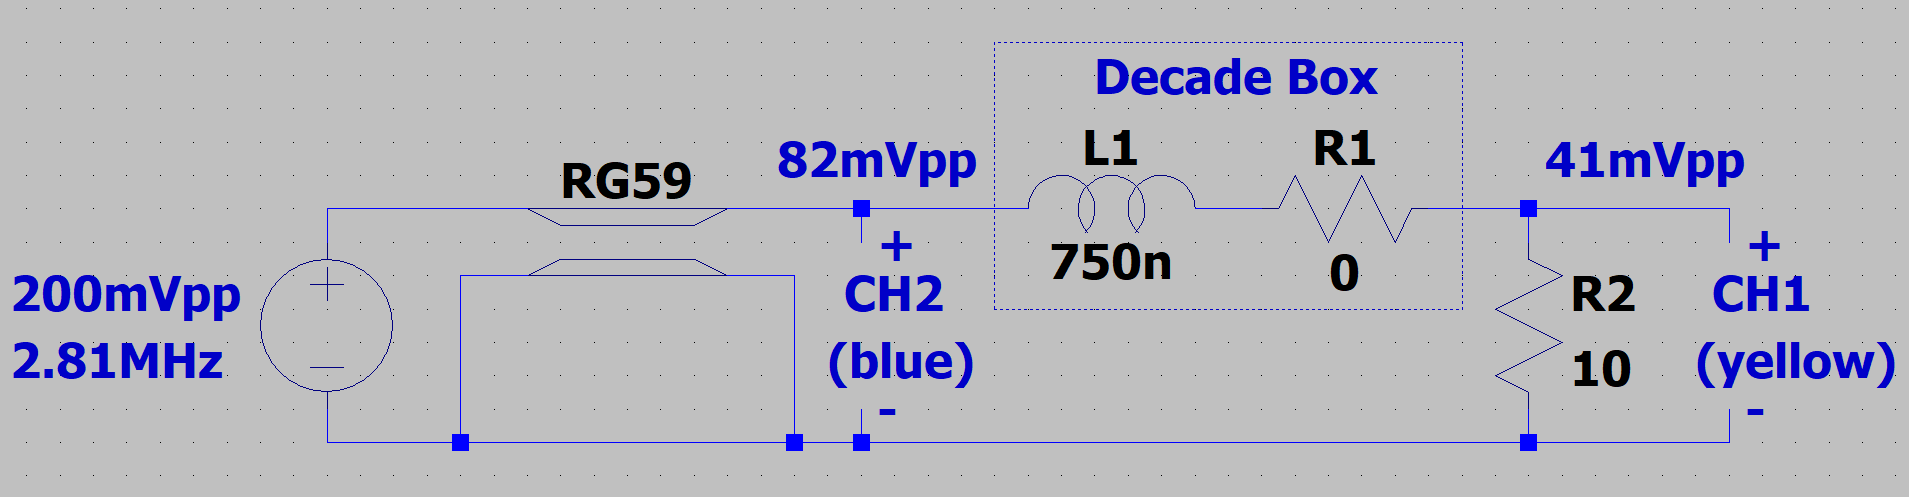 Decade Box
RG59
82mVpp
L1
R1
41mVpp
750n
0
200mVpp
2.81MHz
+
-
+
CH2
(blue)
-
R2
10
+
CH1
(yellow)
-